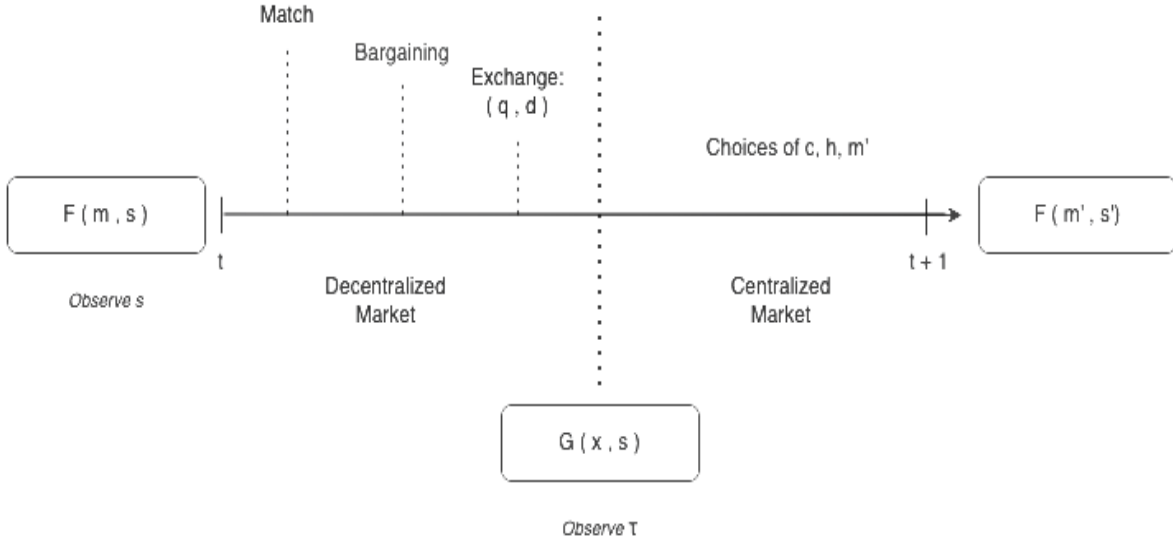 Match
Bargaining
Exchange:
( q , d )
Choices of c, h, m'
F ( m , s )
F ( m' , s')
t
t + 1
Observe s
Decentralized
Market
Centralized
Market
G ( x , s )
Observe τ